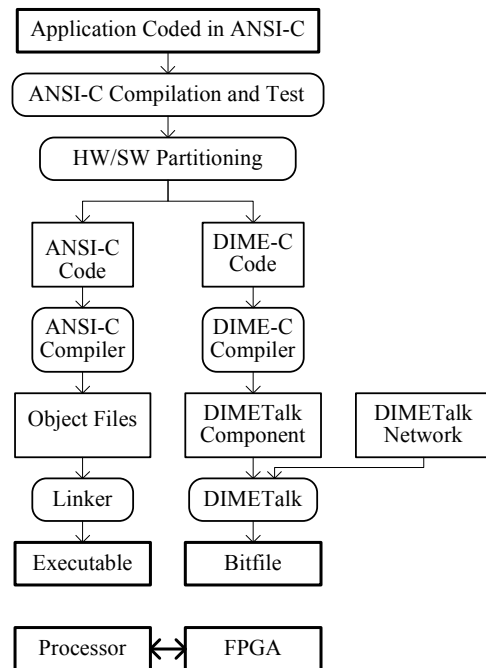 Application Coded in ANSI-C
ANSI-C Compilation and Test
HW/SW Partitioning
ANSI-C
Code
DIME-C
Code
ANSI-C
Compiler
DIME-C
Compiler
Object Files
DIMETalk
Component
DIMETalk
Network
Linker
DIMETalk
Executable
Bitfile
Processor
FPGA